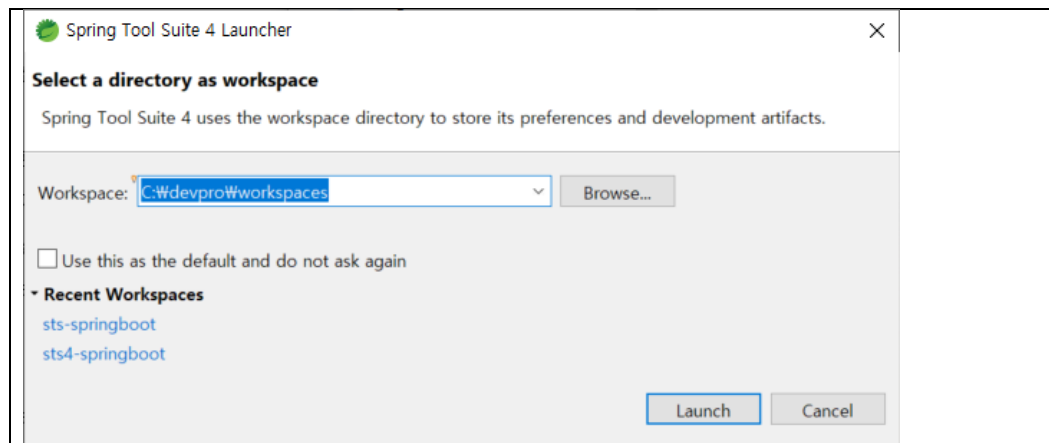 Spring Tool Suite 4 Launcher
Select a directory as workspace
Spring Tool Suite 4 uses the workspace directory to store its preferences and development artifacts.
Workspace: C:₩devpro₩workspaces Browse...
Use this as the default and do not ask again
Recent Workspaces
sts-springboot
sts4-springboot
Launch Cancel